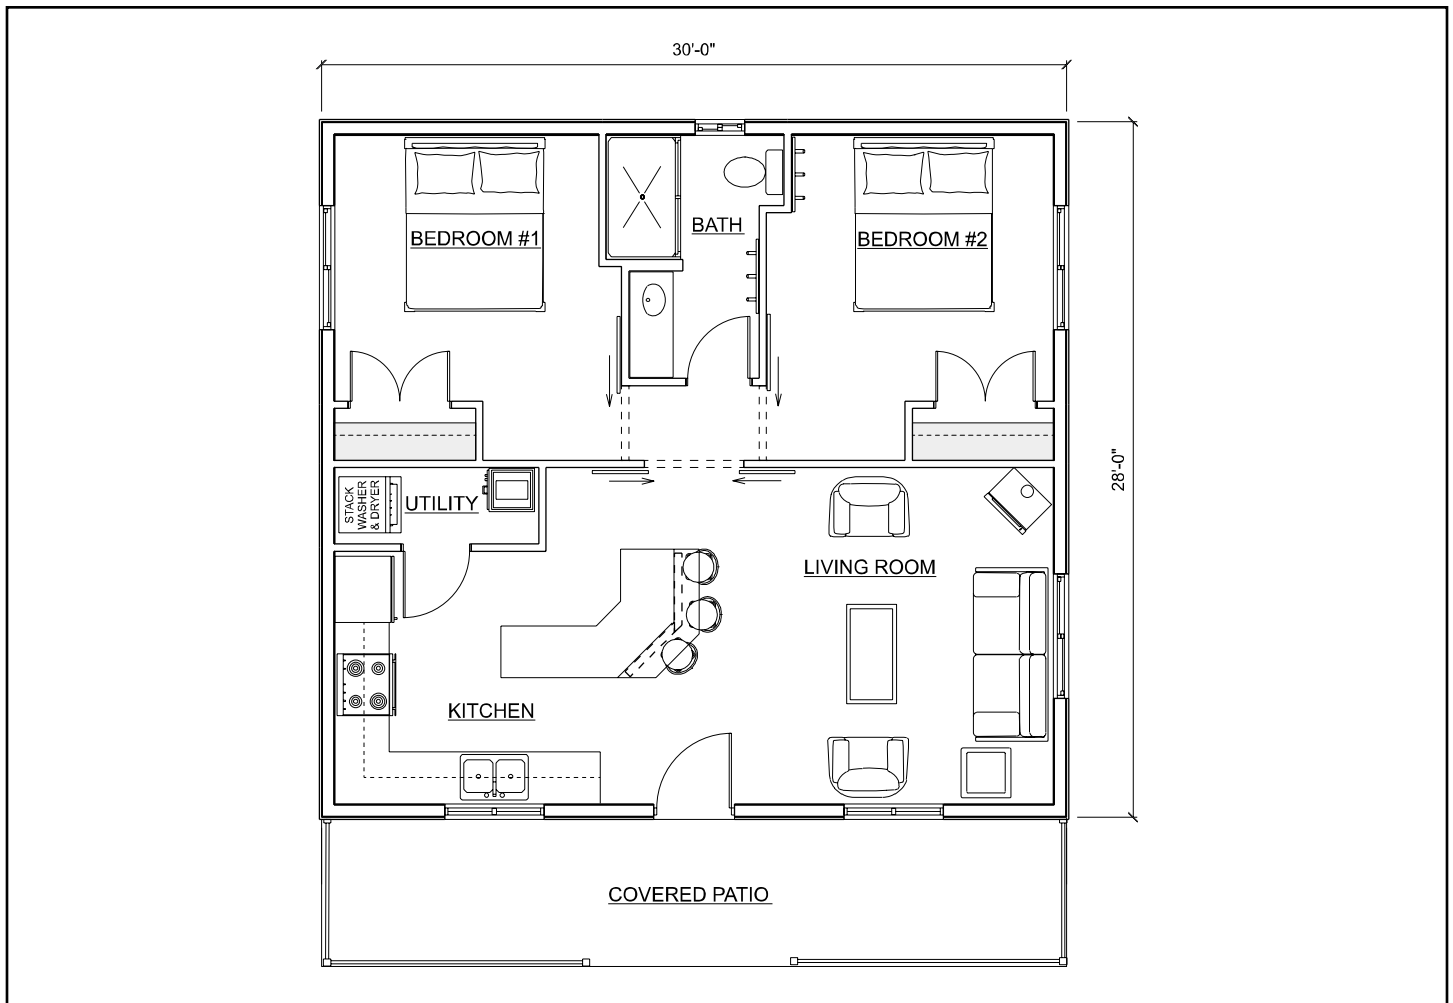 30'-0"
BATH
BEDROOM #1
BEDROOM #2
28'-0"
STACK
WASHER
& DRYER
UTILITY
LIVING ROOM
KITCHEN
COVERED PATIO